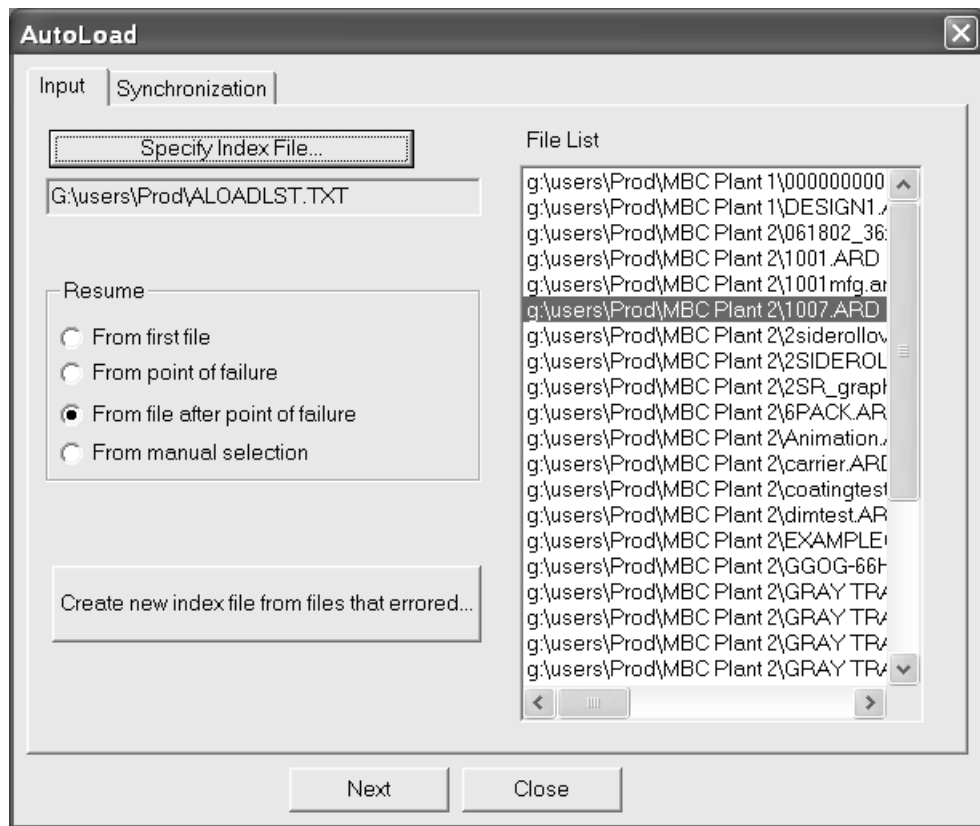 AutoLoad
Input
Synchronization
Specify Index File...
G:\users\Prod\ALOADLST.TXT
Resume
From first file
From point of failure
From file after point of failure
From manual selection
Create new index file from files that errored...
File List
g:\users\Prod\MBC Plant 1\000000000
g:\users\Prod\MBC Plant 1\DESIGN1.
g:\users\Prod\MBC Plant 2\061802_36
g:\users\Prod\MBC Plant 2\1001.ARD
g:\users\Prod\MBC Plant 2\1001mfg.ar
g:\users\Prod\MBC Plant 2\1007.ARD
g:\users\Prod\MBC Plant 2\2siderollov
g:\users\Prod\MBC Plant 2\2SIDEROL
g:\users\Prod\MBC Plant 2\2SR_grapl
g:\users\Prod\MBC Plant 2\6PACK.AR
g:\users\Prod\MBC Plant 2\Animation.
g:\users\Prod\MBC Plant 2\carrier.ARD
g:\users\Prod\MBC Plant 2\coatingtest
g:\users\Prod\MBC Plant 2\dimtest.AR
g:\users\Prod\MBC Plant 2\EXAMPLE
g:\users\Prod\MBC Plant 2\GGOG-66H
g:\users\Prod\MBC Plant 2\GRAY TRA
g:\users\Prod\MBC Plant 2\GRAY TRA
g:\users\Prod\MBC Plant 2\GRAY TRA
g:\users\Prod\MBC Plant 2\GRAY TRA
Next
Close